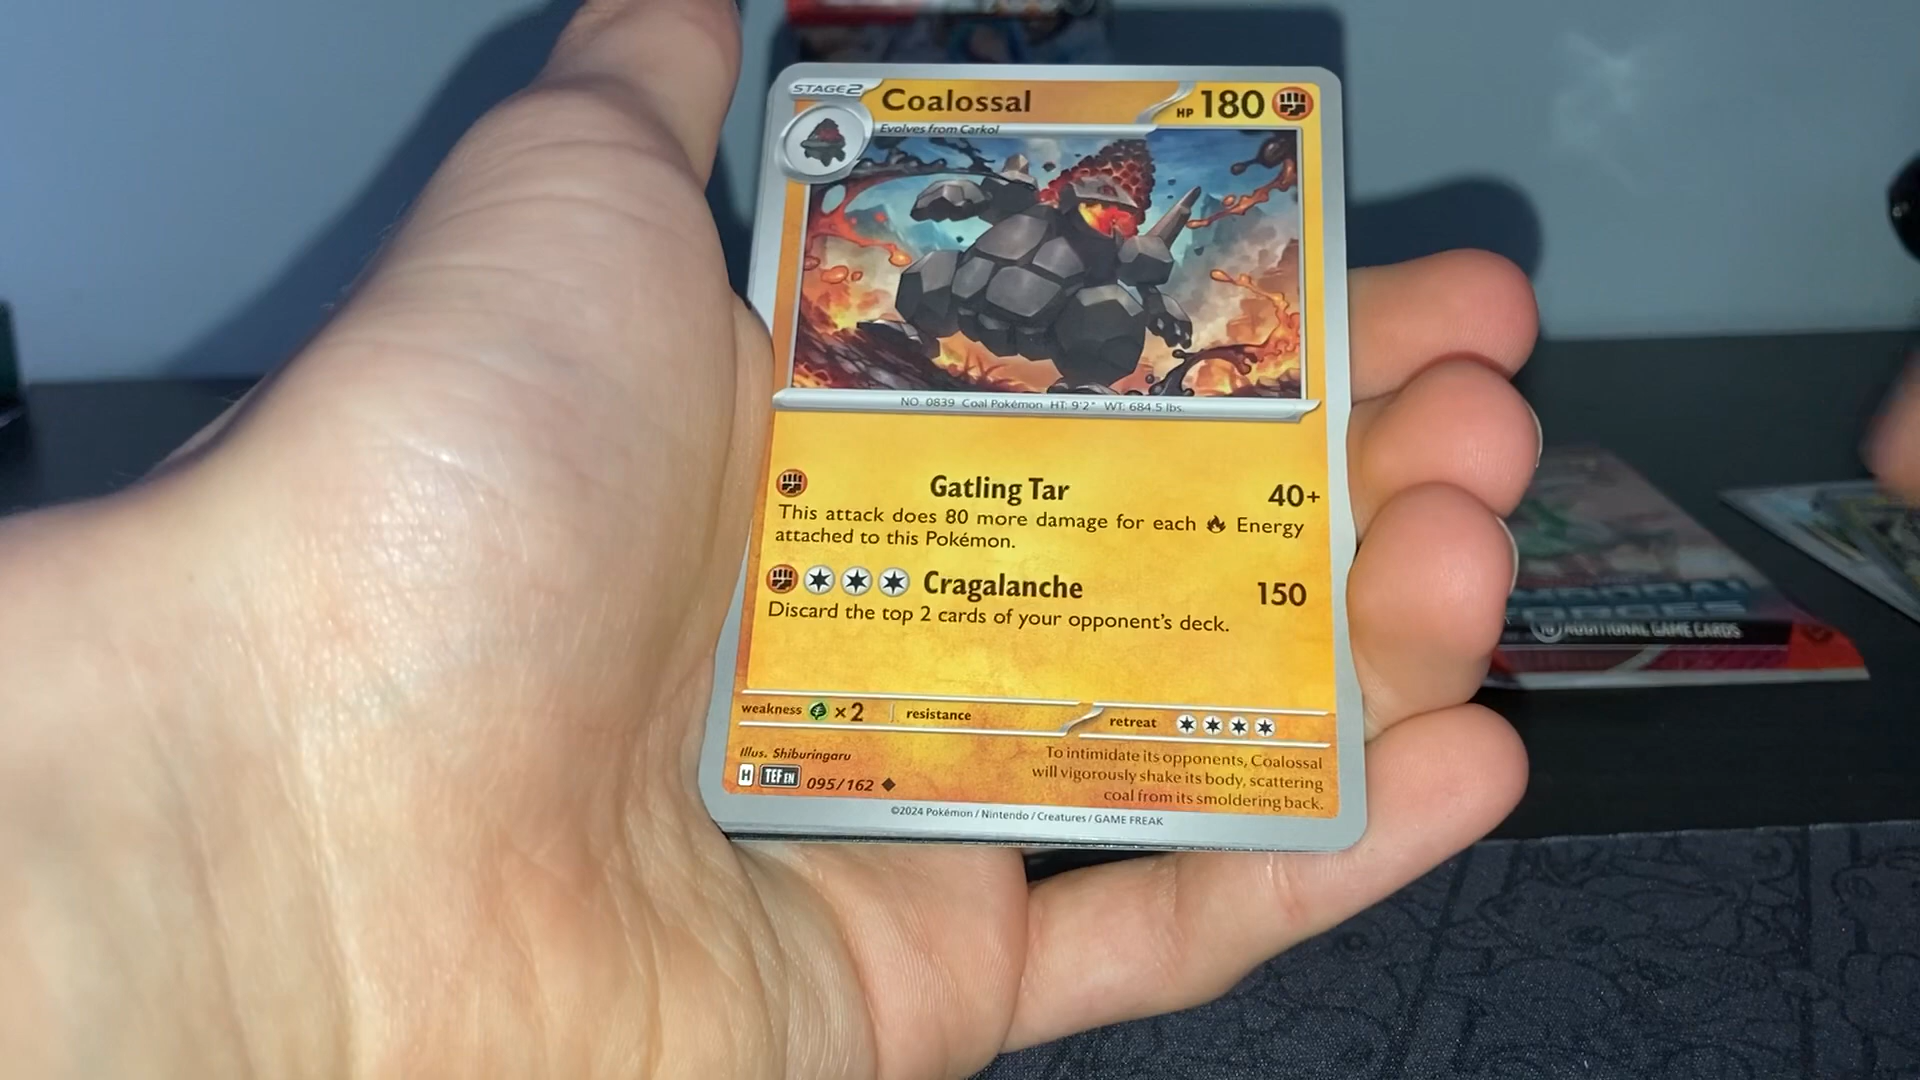 STAGE2
Coalossal
HP 180
Evolves from Carkol
NO. 0839 Coal Pokémon HT: 9'2" WT: 684.5 lbs.
Gatling Tar 40+
This attack does 80 more damage for each Energy
attached to this Pokémon.
Cragalanche 150
Discard the top 2 cards of your opponent's deck.
weakness ×2 resistance retreat
Illus. Shiburingaru
H TEF EN 095/162
To intimidate its opponents, Coalossal
will vigorously shake its body, scattering
coal from its smoldering back.
©2024 Pokémon / Nintendo / Creatures / GAME FREAK
10 ADDITIONAL GAME CARDS